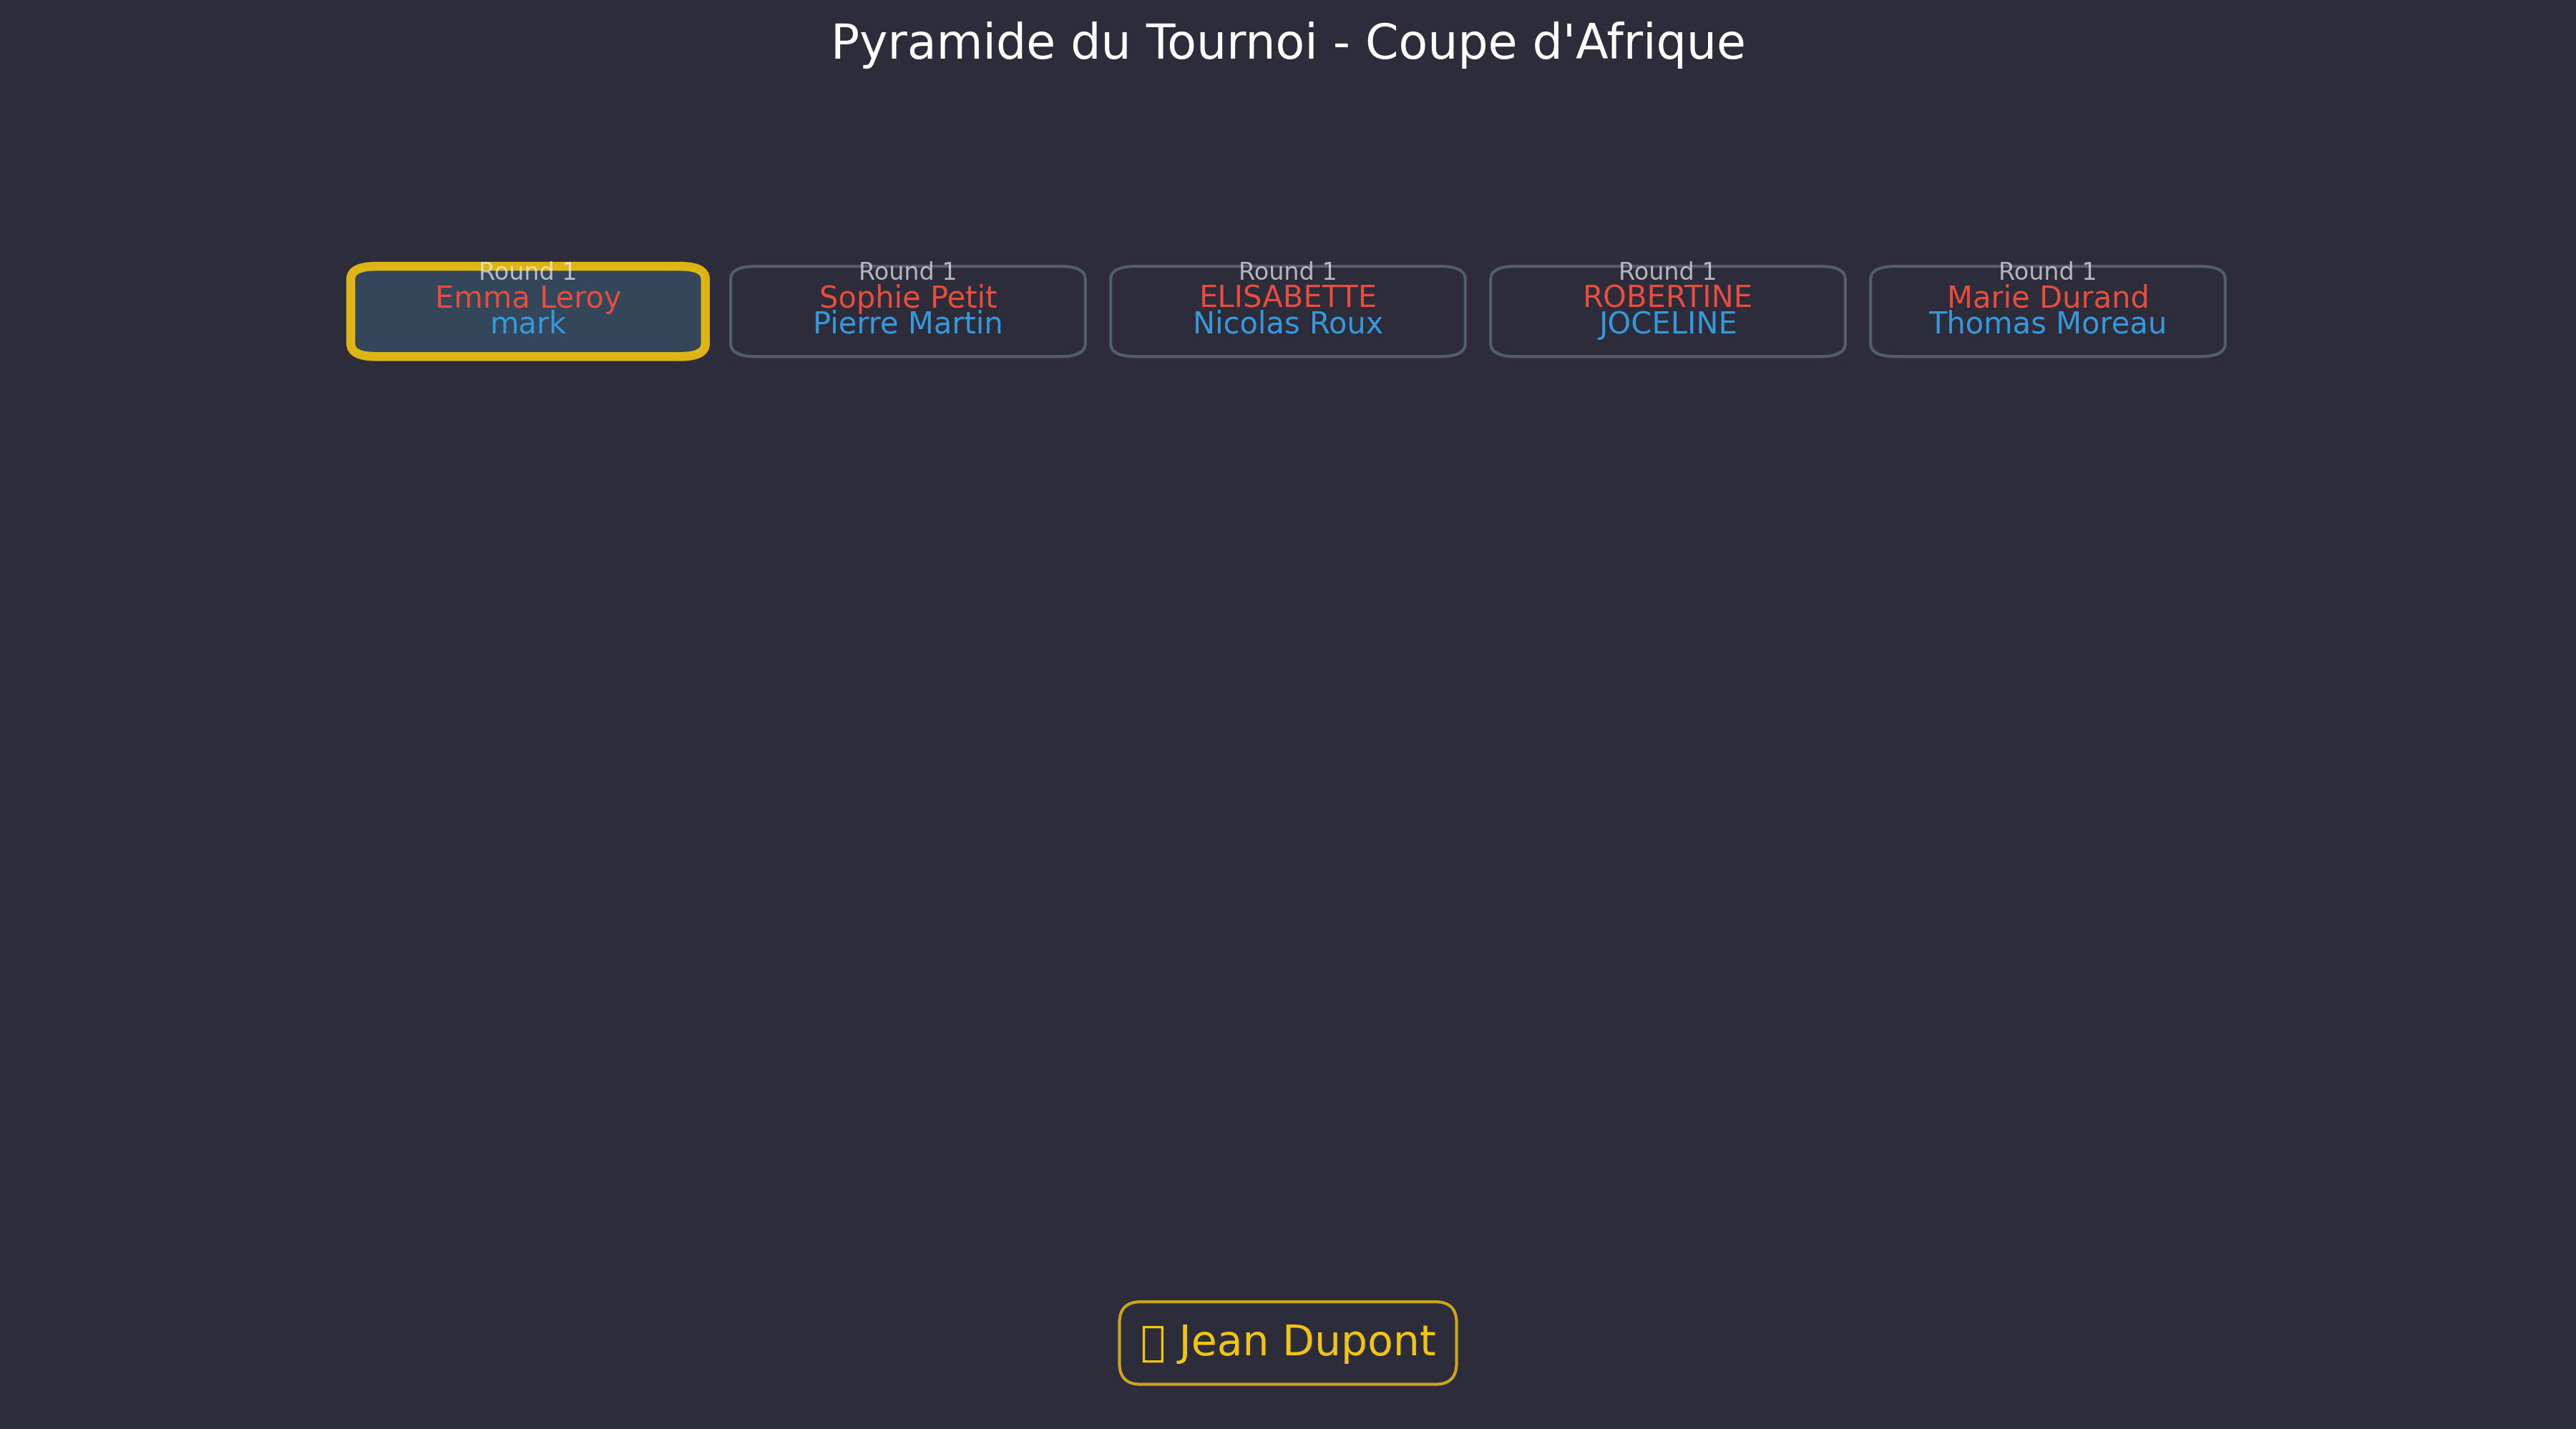 Pyramide du Tournoi - Coupe d'Afrique
Round 1
Emma Leroy
mark
Round 1
Sophie Petit
Pierre Martin
Round 1
ELISABETTE
Nicolas Roux
Round 1
ROBERTINE
JOCELINE
Round 1
Marie Durand
Thomas Moreau
Jean Dupont